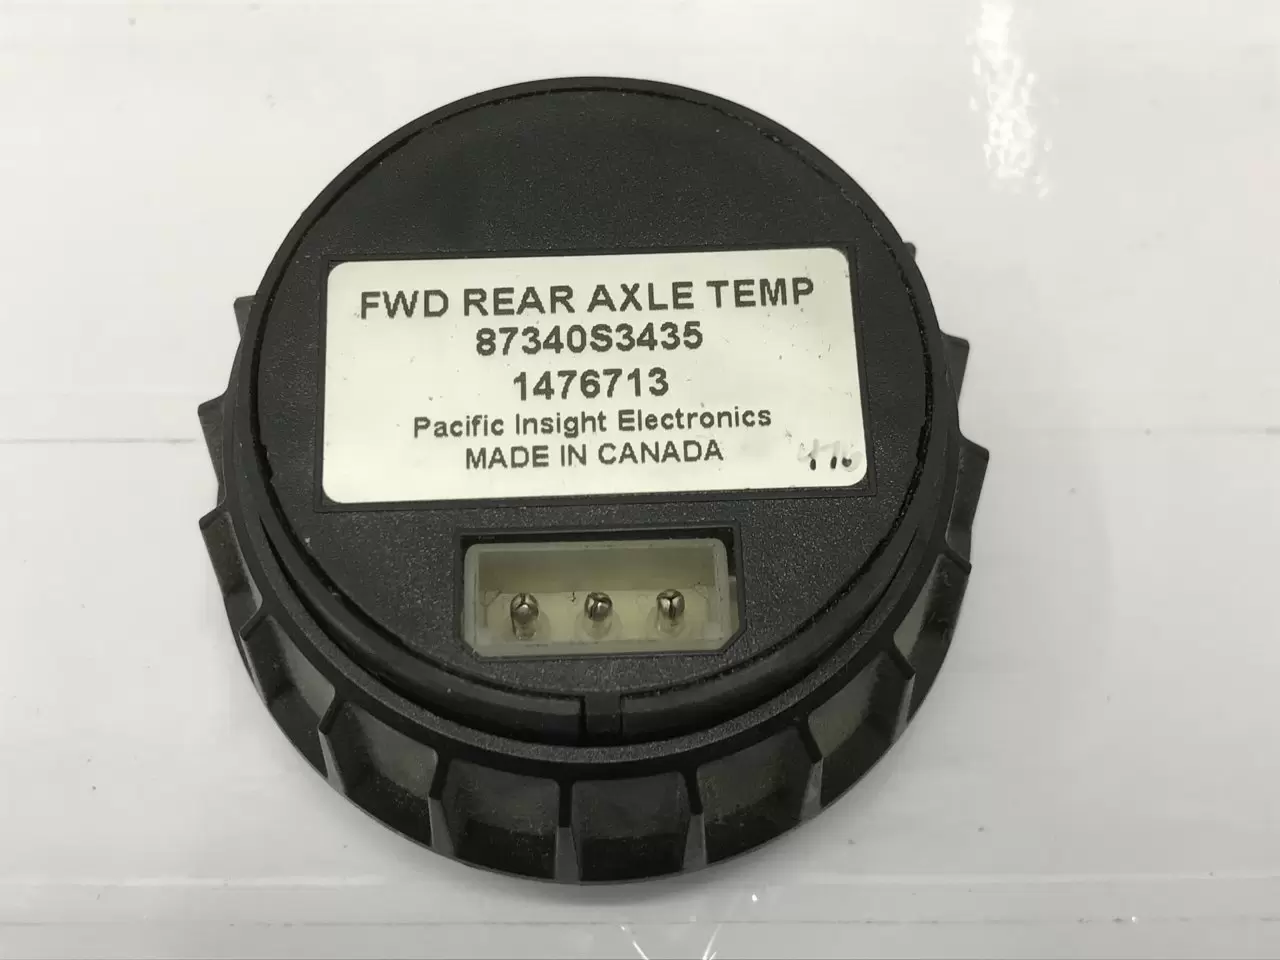 FWD REAR AXLE TEMP
87340S3435
1476713
Pacific Insight Electronics
MADE IN CANADA